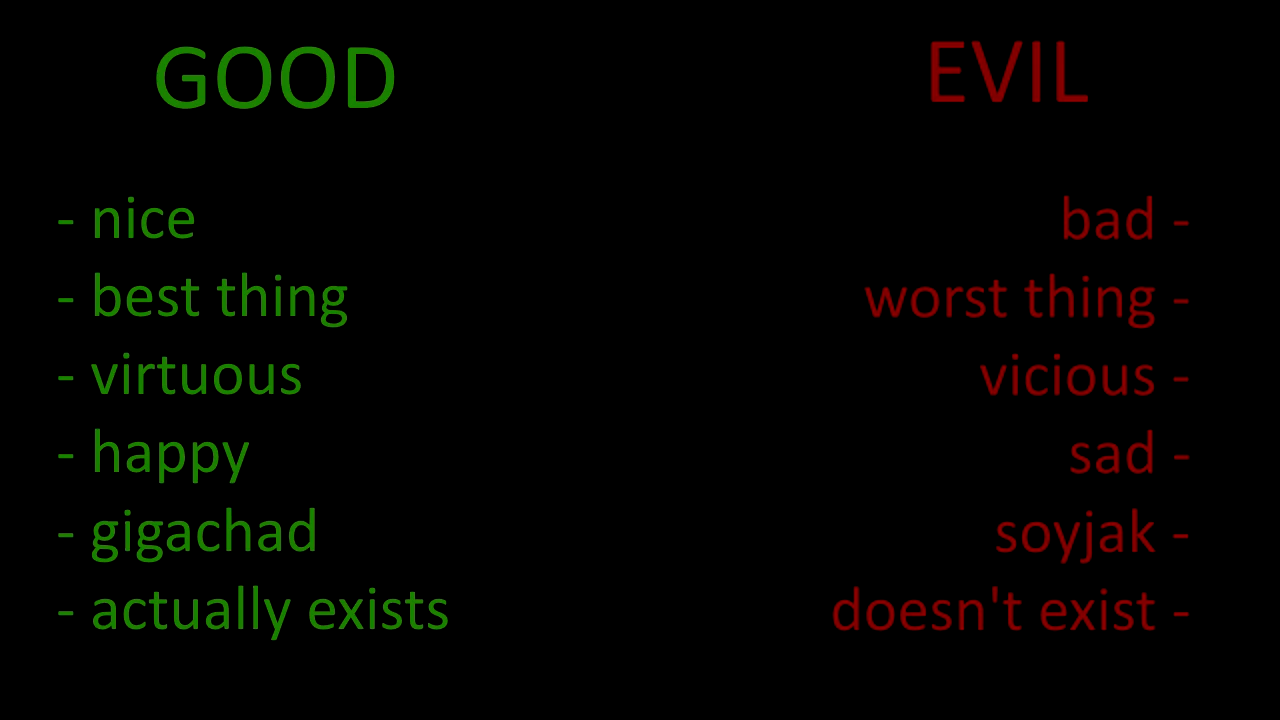 GOOD
- nice
- best thing
- virtuous
- happy
- gigachad
- actually exists
EVIL
bad -
worst thing -
vicious -
sad -
soyjak -
doesn't exist -